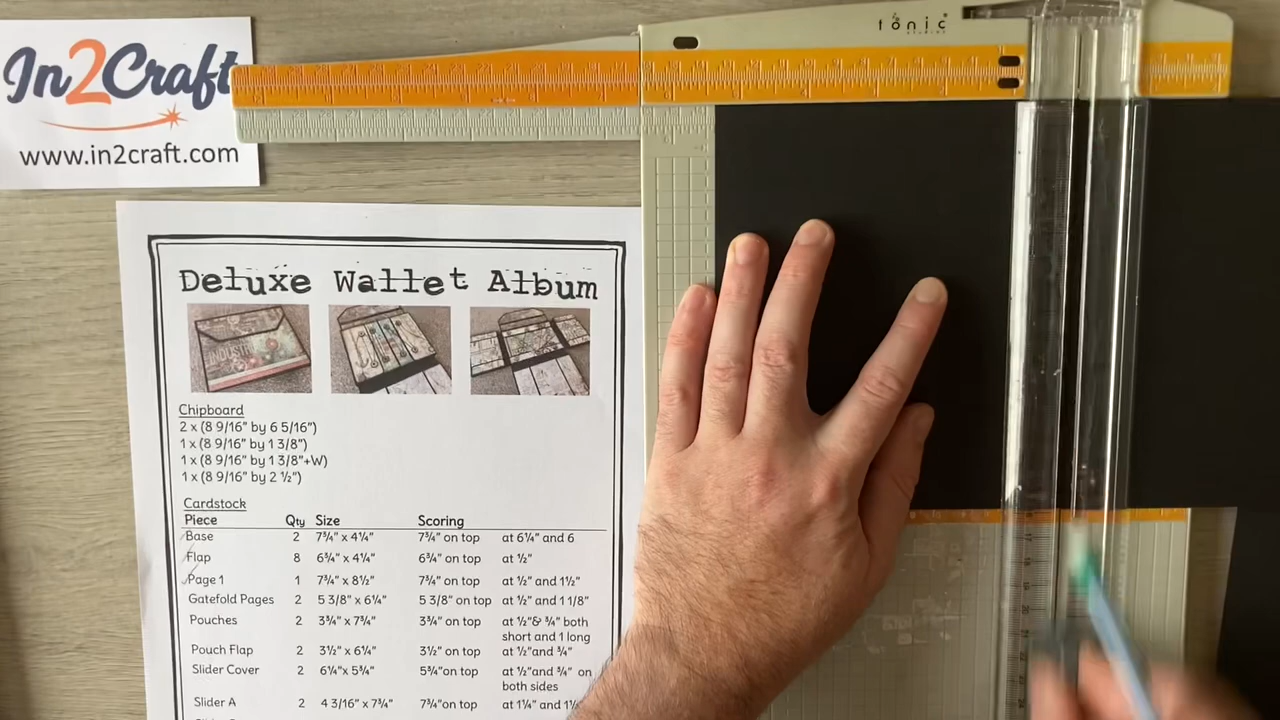 In2Craft
www.in2craft.com
tonic
studios
Deluxe Wallet Album
Chipboard
2 x (8 9/16" by 6 5/16")
1 x (8 9/16" by 1 3/8")
1 x (8 9/16" by 1 3/8"+W)
1 x (8 9/16" by 2 ½")
Cardstock
Piece Qty Size Scoring
Base 2 7¾" x 4¼" 7¾" on top at 6¼" and 6
Flap 8 6¾" x 4¼" 6¾" on top at ½"
Page 1 1 7¾" x 8½" 7¾" on top at ½" and 1½"
Gatefold Pages 2 5 3/8" x 6¼" 5 3/8" on top at ½" and 1 1/8"
Pouches 2 3¾" x 7¾" 3¾" on top at ½"& ¾" both
short and 1 long
Pouch Flap 2 3½" x 6¼" 3½" on top at ½"and ¾"
Slider Cover 2 6¼"x 5¾" 5¾"on top at ½"and ¾" on
both sides
Slider A 2 4 3/16" x 7¾" 7¾"on top at 1¼" and